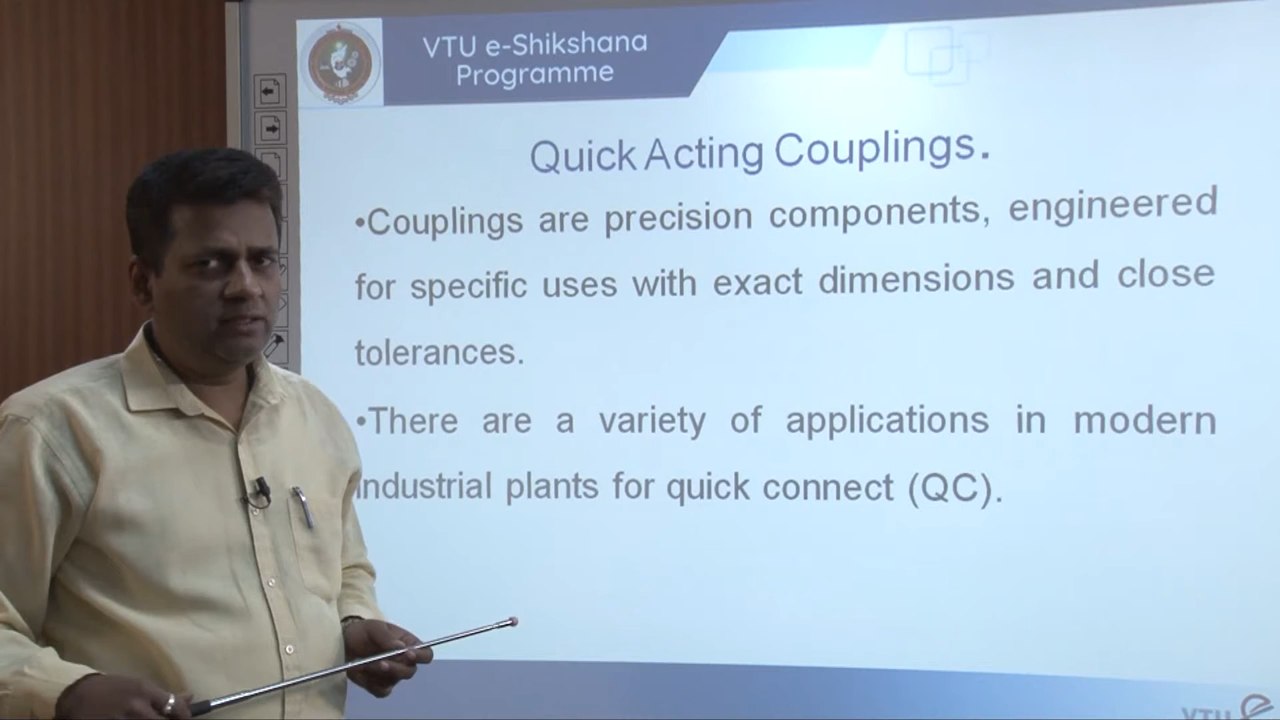 VTU e-Shikshana
Programme
Quick Acting Couplings.
•Couplings are precision components, engineered
for specific uses with exact dimensions and close
tolerances.
•There are a variety of applications in modern
industrial plants for quick connect (QC).
VTU e